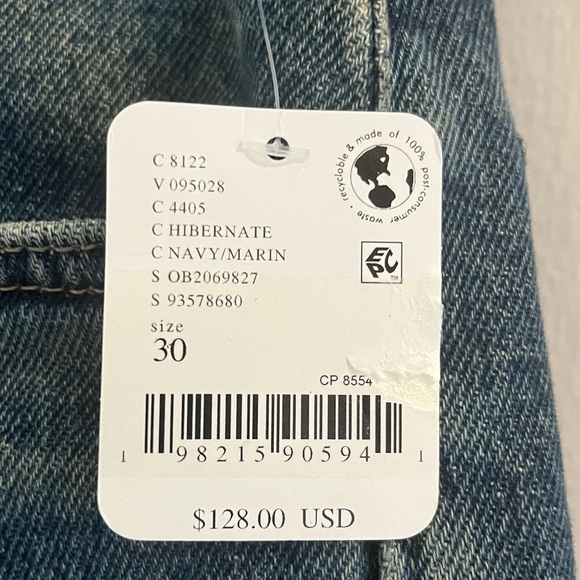 recyclable & made of 100% post-consumer waste •
C 8122
V 095028
C 4405
C HIBERNATE
C NAVY/MARIN
S OB2069827
S 93578680
EPC
TM
size
30
CP 8554
1 98215 90594 1
$128.00 USD